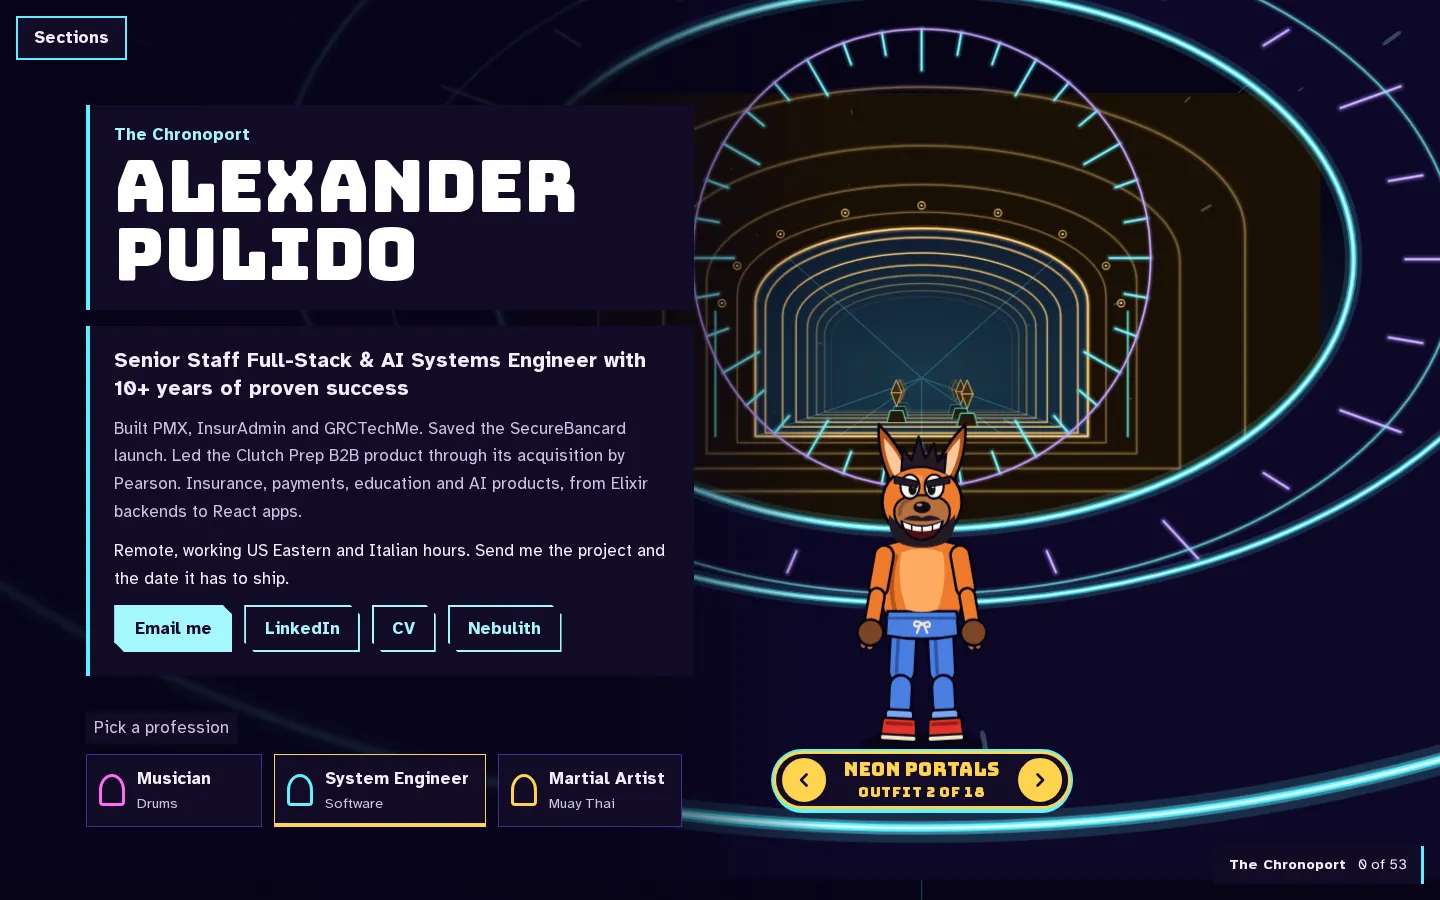 Sections
The Chronoport
ALEXANDER
PULIDO
Senior Staff Full-Stack & AI Systems Engineer with
10+ years of proven success
Built PMX, InsurAdmin and GRCTechMe. Saved the SecureBancard
launch. Led the Clutch Prep B2B product through its acquisition by
Pearson. Insurance, payments, education and AI products, from Elixir
backends to React apps.
Remote, working US Eastern and Italian hours. Send me the project and
the date it has to ship.
Email me
LinkedIn
CV
Nebulith
Pick a profession
Musician
Drums
System Engineer
Software
Martial Artist
Muay Thai
NEON PORTALS
OUTFIT 2 OF 18
The Chronoport 0 of 53